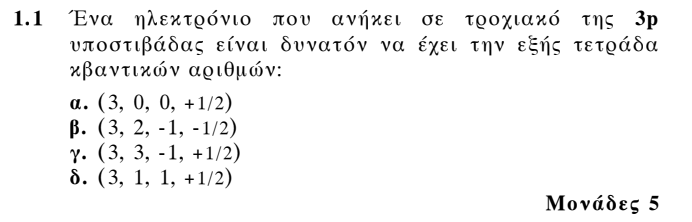 1.1 Ένα ηλεκτρόνιο που ανήκει σε τροχιακό της 3p
υποστιβάδας είναι δυνατόν να έχει την εξής τετράδα
κβαντικών αριθμών:
α. (3, 0, 0, +1/2)
β. (3, 2, -1, -1/2)
γ. (3, 3, -1, +1/2)
δ. (3, 1, 1, +1/2)
Μονάδες 5